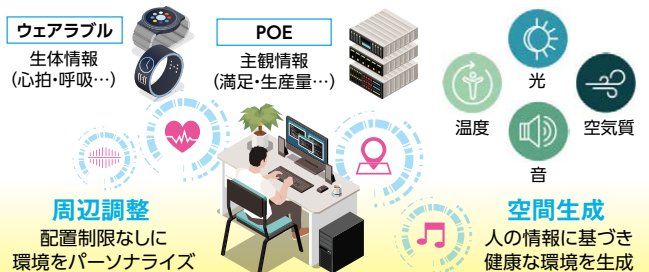 ウェアラブル
生体情報
(心拍・呼吸…)
POE
主観情報
(満足・生産量…)
光
温度
空気質
音
周辺調整
配置制限なしに
環境をパーソナライズ
空間生成
人の情報に基づき
健康な環境を生成